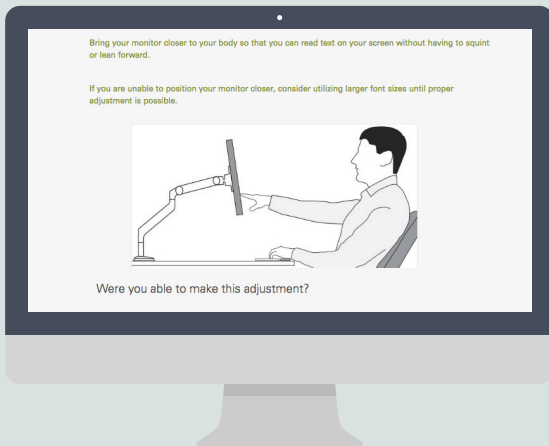 Bring your monitor closer to your body so that you can read text on your screen without having to squint
or lean forward.
If you are unable to position your monitor closer, consider utilizing larger font sizes until proper
adjustment is possible.
Were you able to make this adjustment?